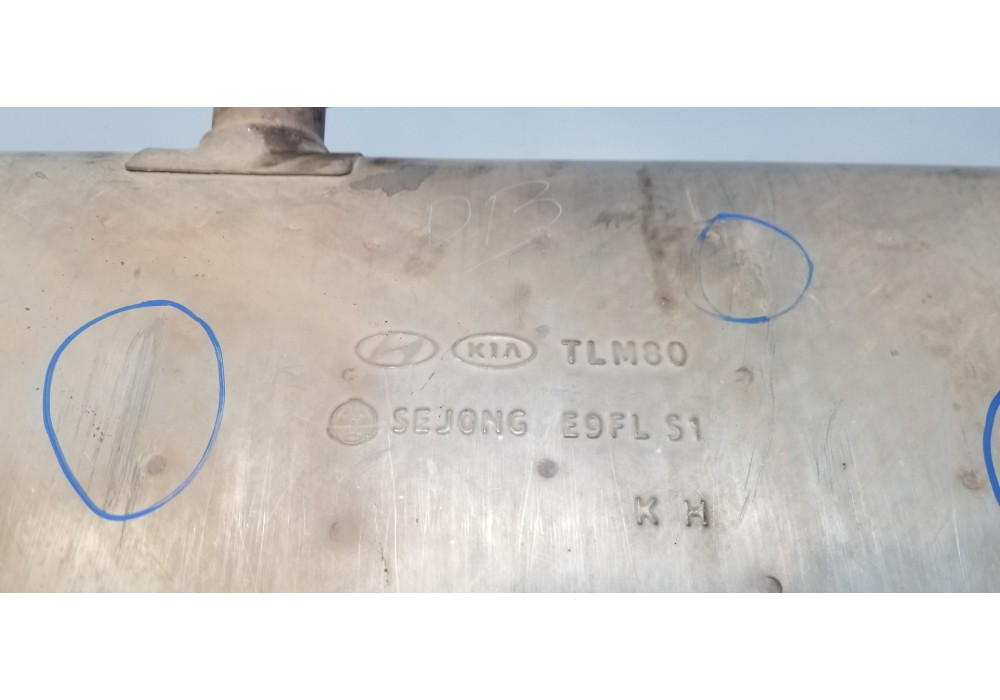 KIA TLM80
SEJONG E9FL S1
K H